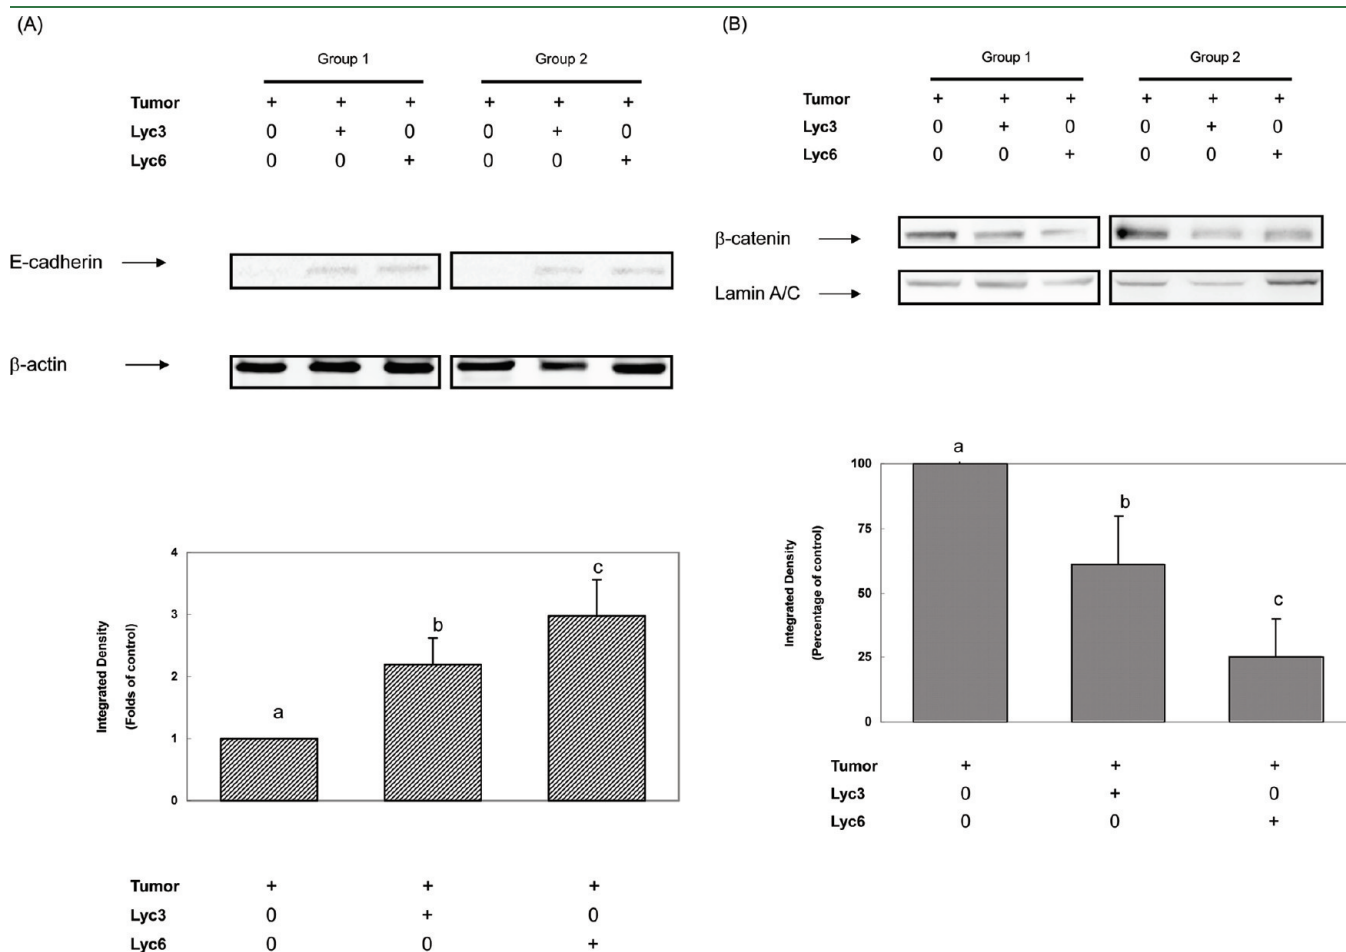 (A)
Group 1 Group 2
Tumor + + + + + +
Lyc3 0 + 0 0 + 0
Lyc6 0 0 + 0 0 +
E-cadherin
β-actin
Integrated Density
(Folds of control)
4
3
2
1
0
a
b
c
Tumor + + +
Lyc3 0 + 0
Lyc6 0 0 +
(B)
Group 1 Group 2
Tumor + + + + + +
Lyc3 0 + 0 0 + 0
Lyc6 0 0 + 0 0 +
β-catenin
Lamin A/C
Integrated Density
(Percentage of control)
100
75
50
25
0
a
b
c
Tumor + + +
Lyc3 0 + 0
Lyc6 0 0 +